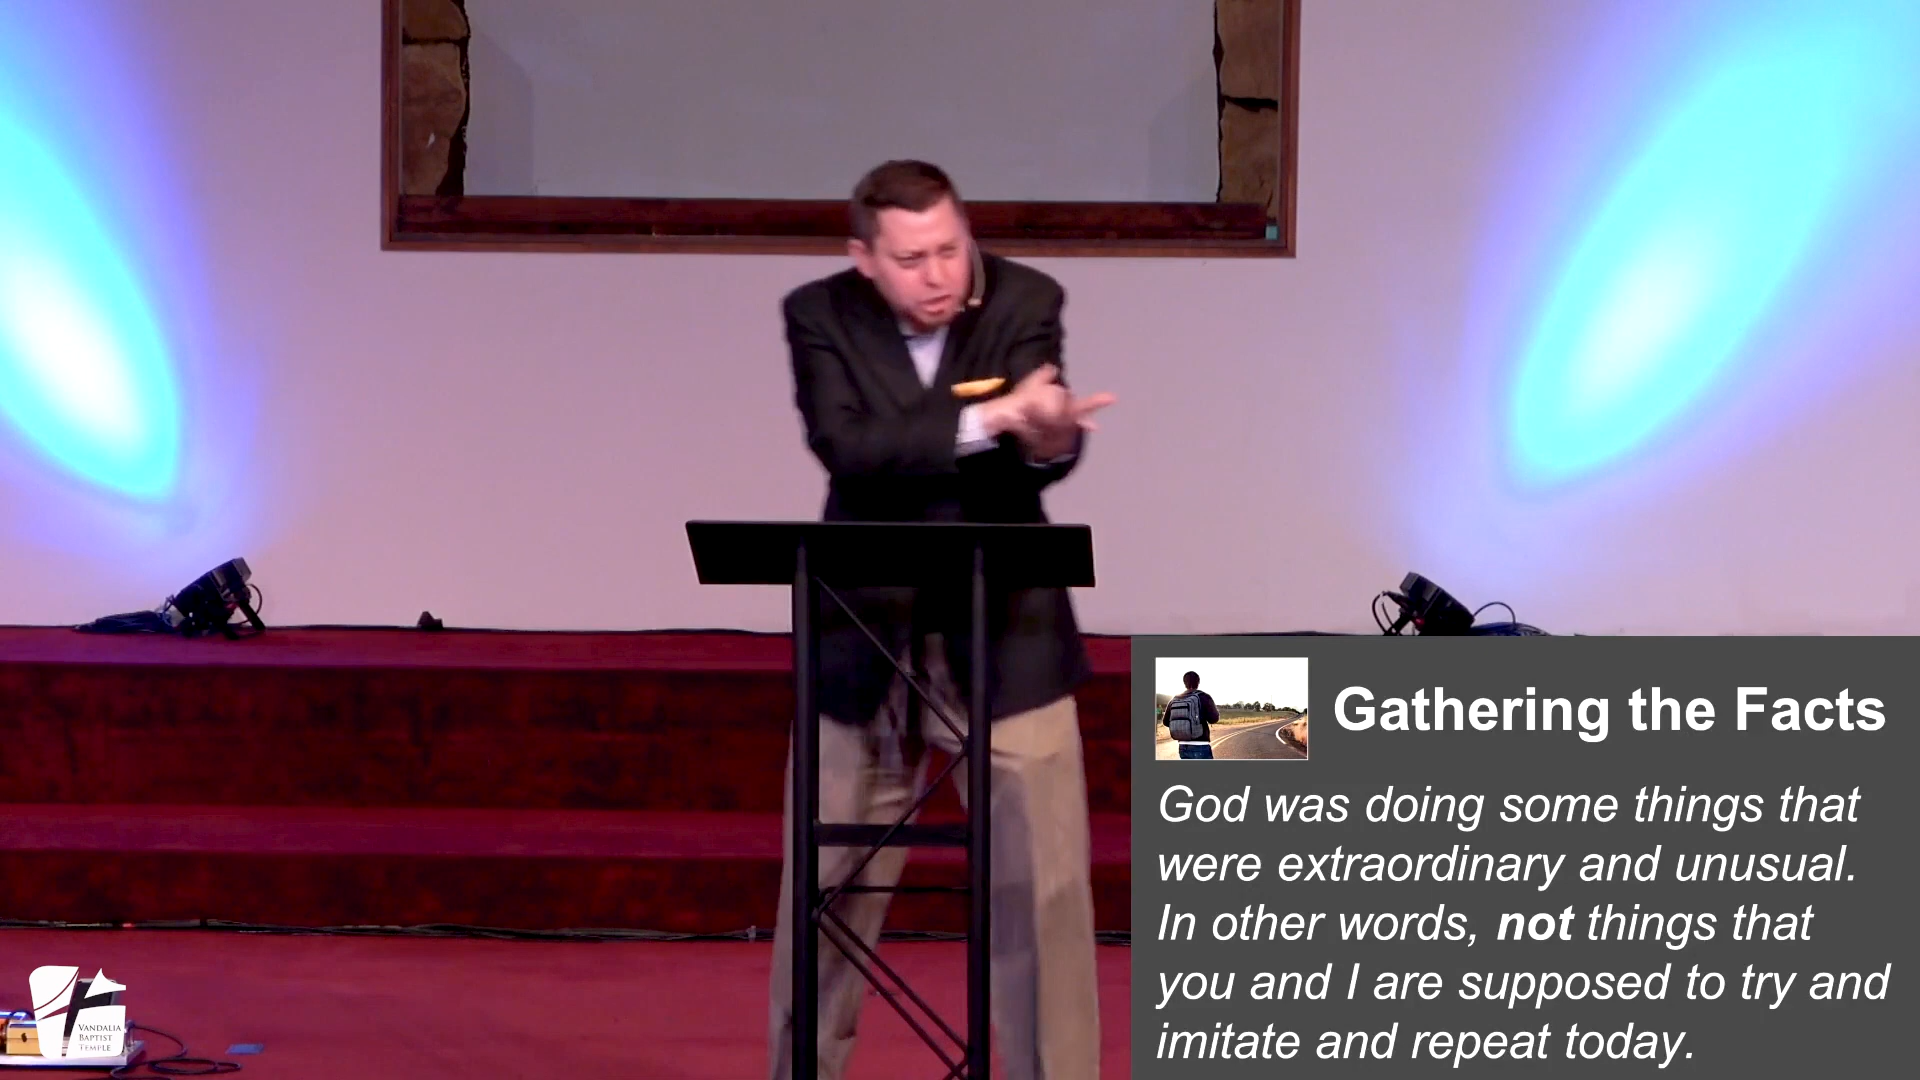 Gathering the Facts
God was doing some things that
were extraordinary and unusual.
In other words, not things that
you and I are supposed to try and
imitate and repeat today.
VANDALIA
BAPTIST
TEMPLE